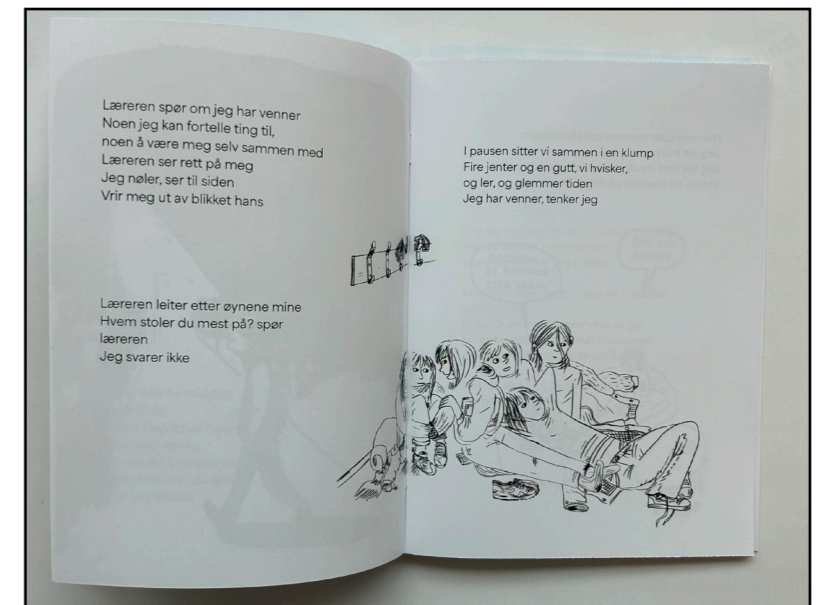 Læreren spør om jeg har venner
Noen jeg kan fortelle ting til,
noen å være meg selv sammen med
Læreren ser rett på meg
Jeg nøler, ser til siden
Vrir meg ut av blikket hans
Læreren leiter etter øynene mine
Hvem stoler du mest på? spør
læreren
Jeg svarer ikke
I pausen sitter vi sammen i en klump
Fire jenter og en gutt, vi hvisker,
og ler, og glemmer tiden
Jeg har venner, tenker jeg